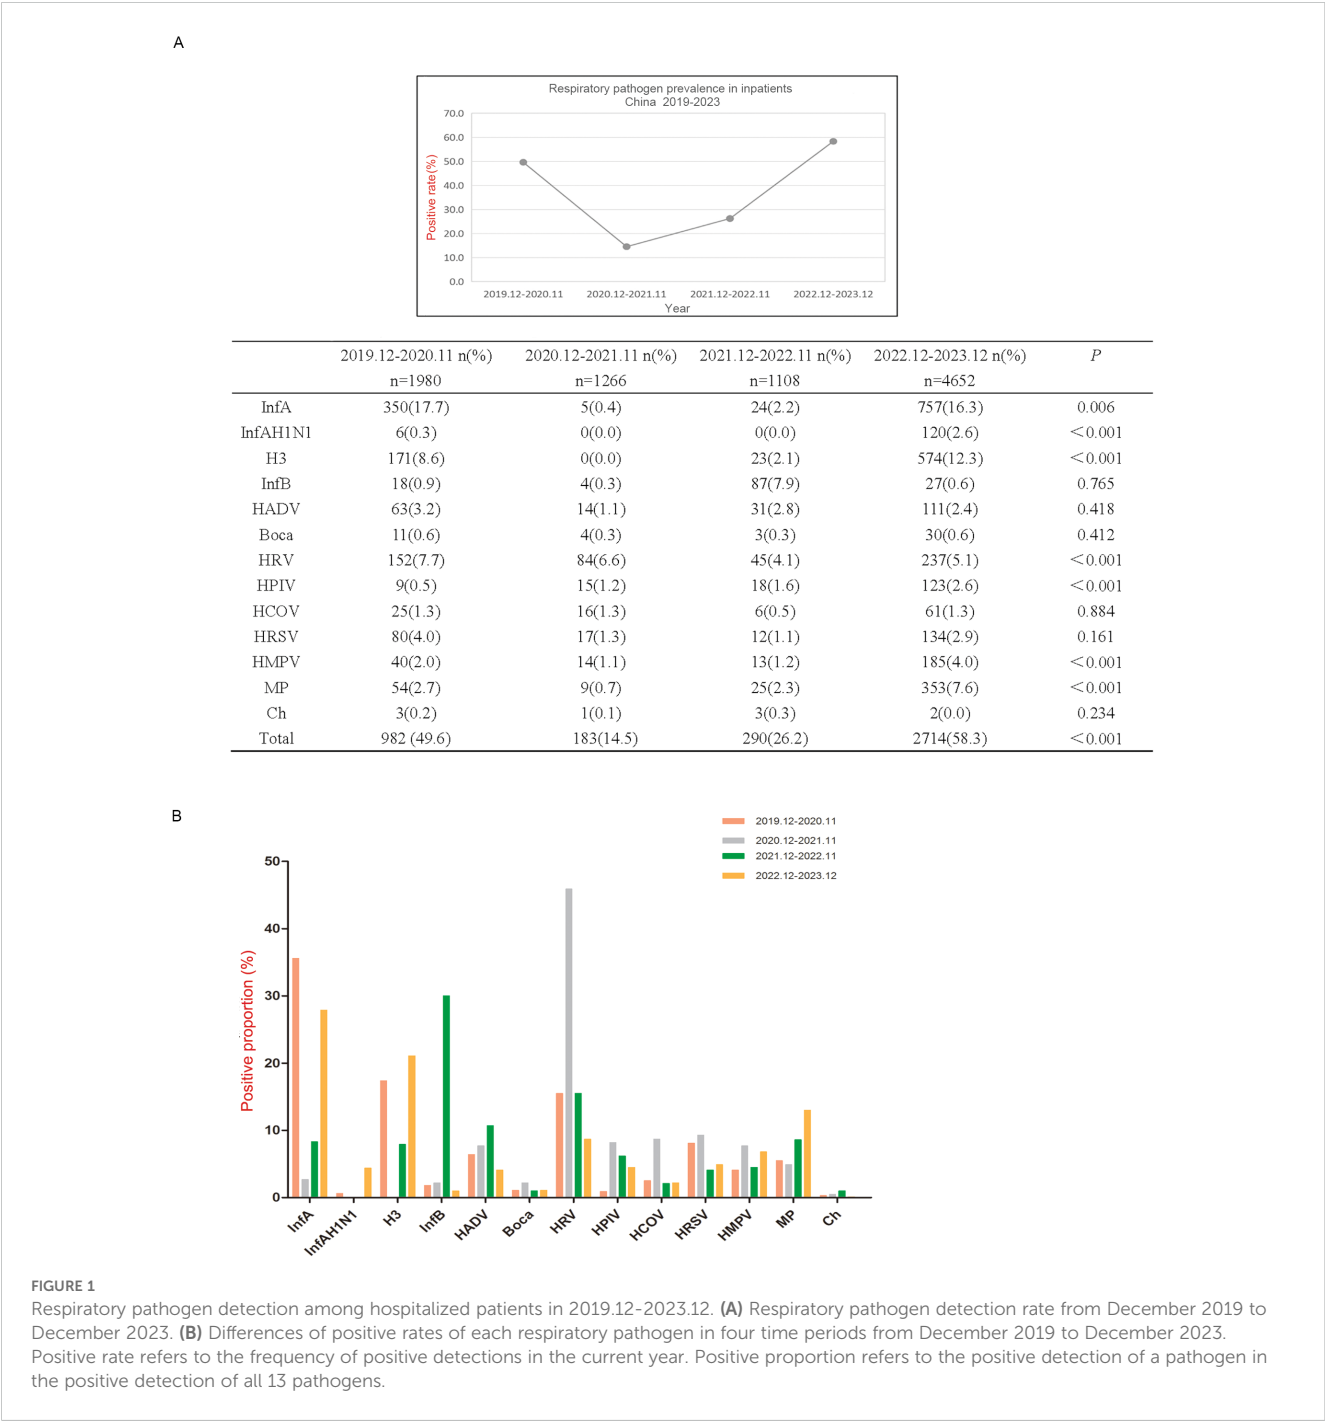 A
Respiratory pathogen prevalence in inpatients
China 2019-2023
70.0
60.0
50.0
40.0
30.0
20.0
10.0
0.0
Positive rate(%)
2019.12-2020.11 2020.12-2021.11 2021.12-2022.11 2022.12-2023.12
Year
2019.12-2020.11 n(%) 2020.12-2021.11 n(%) 2021.12-2022.11 n(%) 2022.12-2023.12 n(%) P
n=1980 n=1266 n=1108 n=4652
InfA 350(17.7) 5(0.4) 24(2.2) 757(16.3) 0.006
InfAH1N1 6(0.3) 0(0.0) 0(0.0) 120(2.6) <0.001
H3 171(8.6) 0(0.0) 23(2.1) 574(12.3) <0.001
InfB 18(0.9) 4(0.3) 87(7.9) 27(0.6) 0.765
HADV 63(3.2) 14(1.1) 31(2.8) 111(2.4) 0.418
Boca 11(0.6) 4(0.3) 3(0.3) 30(0.6) 0.412
HRV 152(7.7) 84(6.6) 45(4.1) 237(5.1) <0.001
HPIV 9(0.5) 15(1.2) 18(1.6) 123(2.6) <0.001
HCOV 25(1.3) 16(1.3) 6(0.5) 61(1.3) 0.884
HRSV 80(4.0) 17(1.3) 12(1.1) 134(2.9) 0.161
HMPV 40(2.0) 14(1.1) 13(1.2) 185(4.0) <0.001
MP 54(2.7) 9(0.7) 25(2.3) 353(7.6) <0.001
Ch 3(0.2) 1(0.1) 3(0.3) 2(0.0) 0.234
Total 982 (49.6) 183(14.5) 290(26.2) 2714(58.3) <0.001
B
2019.12-2020.11
2020.12-2021.11
2021.12-2022.11
2022.12-2023.12
50
40
30
20
10
0
Positive proportion (%)
InfA InfAH1N1 H3 InfB HADV Boca HRV HPIV HCOV HRSV HMPV MP Ch
FIGURE 1
Respiratory pathogen detection among hospitalized patients in 2019.12-2023.12. (A) Respiratory pathogen detection rate from December 2019 to
December 2023. (B) Differences of positive rates of each respiratory pathogen in four time periods from December 2019 to December 2023.
Positive rate refers to the frequency of positive detections in the current year. Positive proportion refers to the positive detection of a pathogen in
the positive detection of all 13 pathogens.